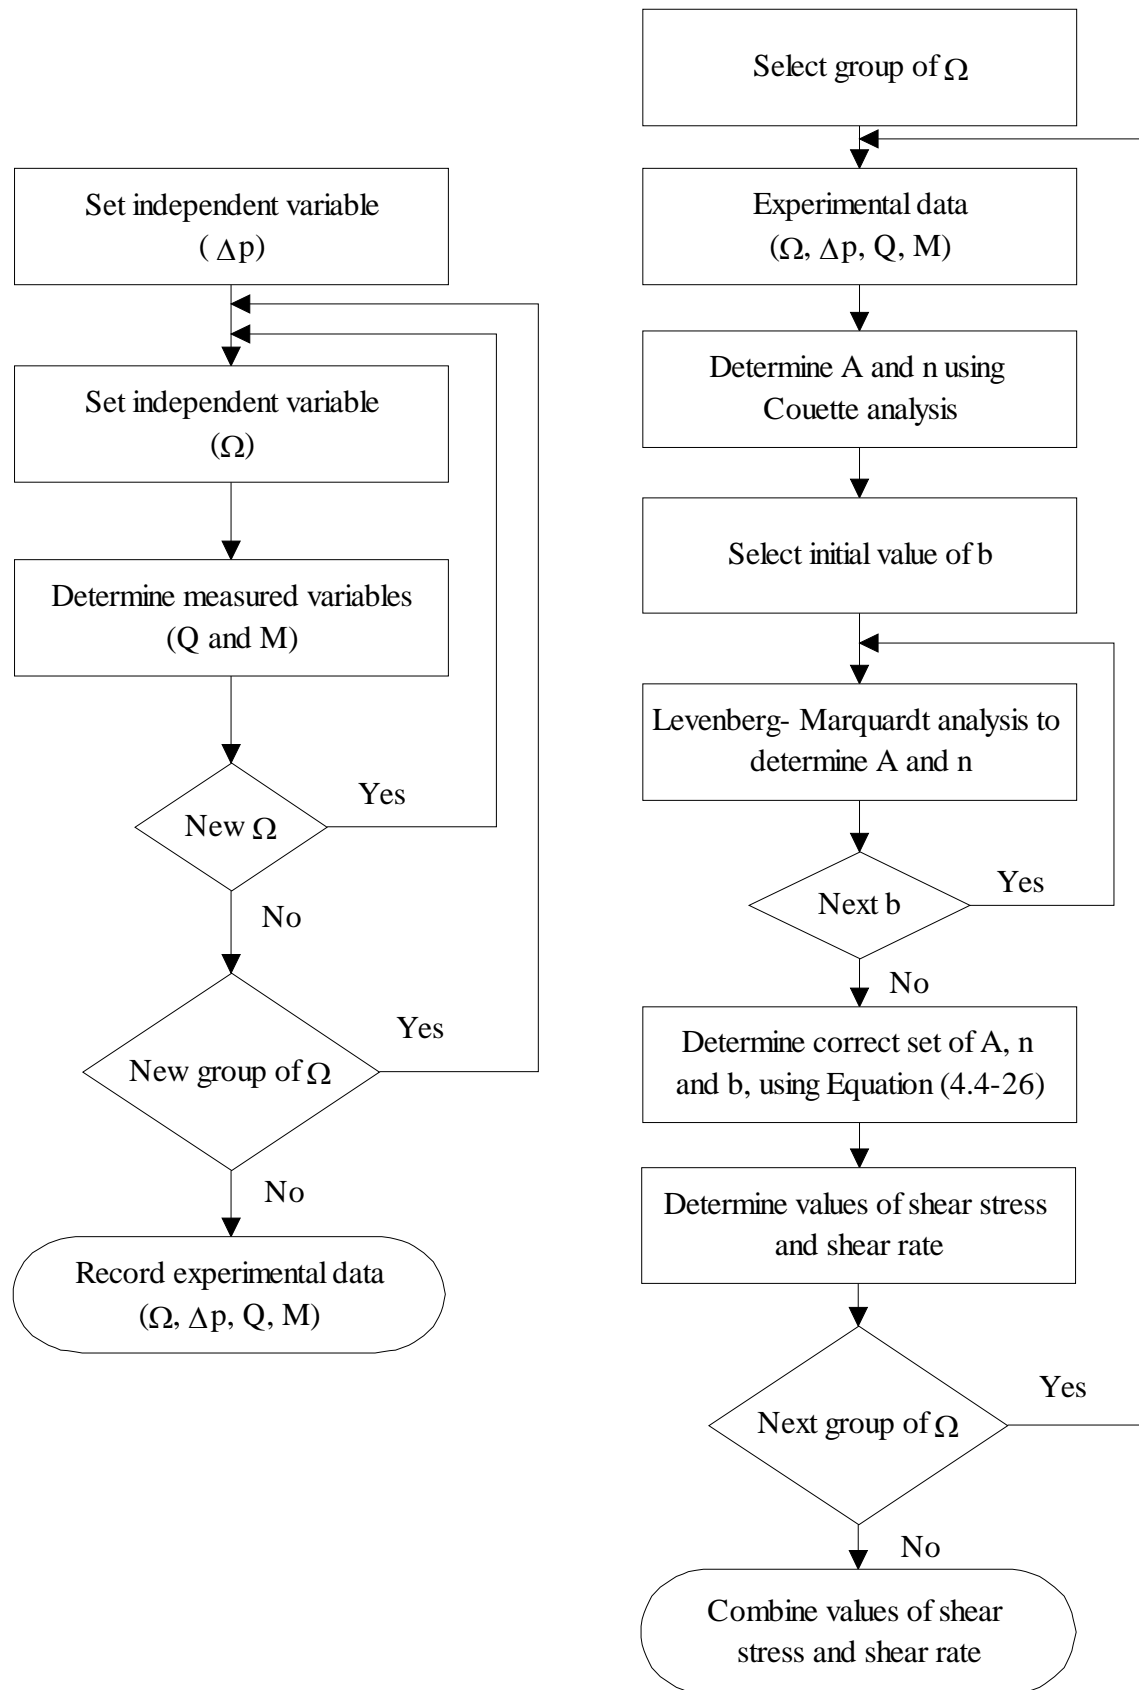 Set independent variable
( Δp)
Set independent variable
(Ω)
Determine measured variables
(Q and M)
New Ω
Yes
No
New group of Ω
Yes
No
Record experimental data
(Ω, Δp, Q, M)
Select group of Ω
Experimental data
(Ω, Δp, Q, M)
Determine A and n using
Couette analysis
Select initial value of b
Levenberg- Marquardt analysis to
determine A and n
Next b
Yes
No
Determine correct set of A, n
and b, using Equation (4.4-26)
Determine values of shear stress
and shear rate
Next group of Ω
Yes
No
Combine values of shear
stress and shear rate